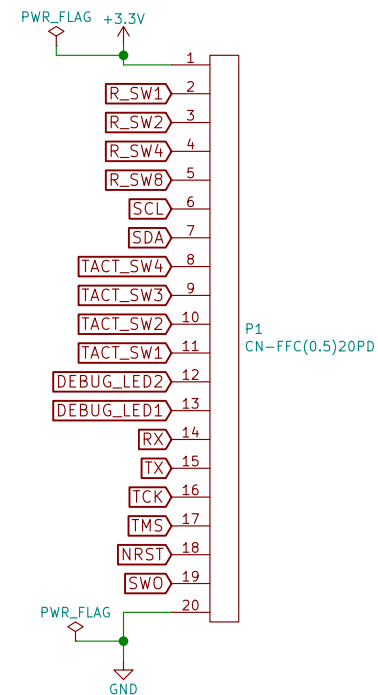 PWR_FLAG
+3.3V
1
R_SW1 2
R_SW2 3
R_SW4 4
R_SW8 5
SCL 6
SDA 7
TACT_SW4 8
TACT_SW3 9
TACT_SW2 10
TACT_SW1 11
DEBUG_LED2 12
DEBUG_LED1 13
RX 14
TX 15
TCK 16
TMS 17
NRST 18
SWO 19
20
P1
CN-FFC(0.5)20PD
PWR_FLAG
GND